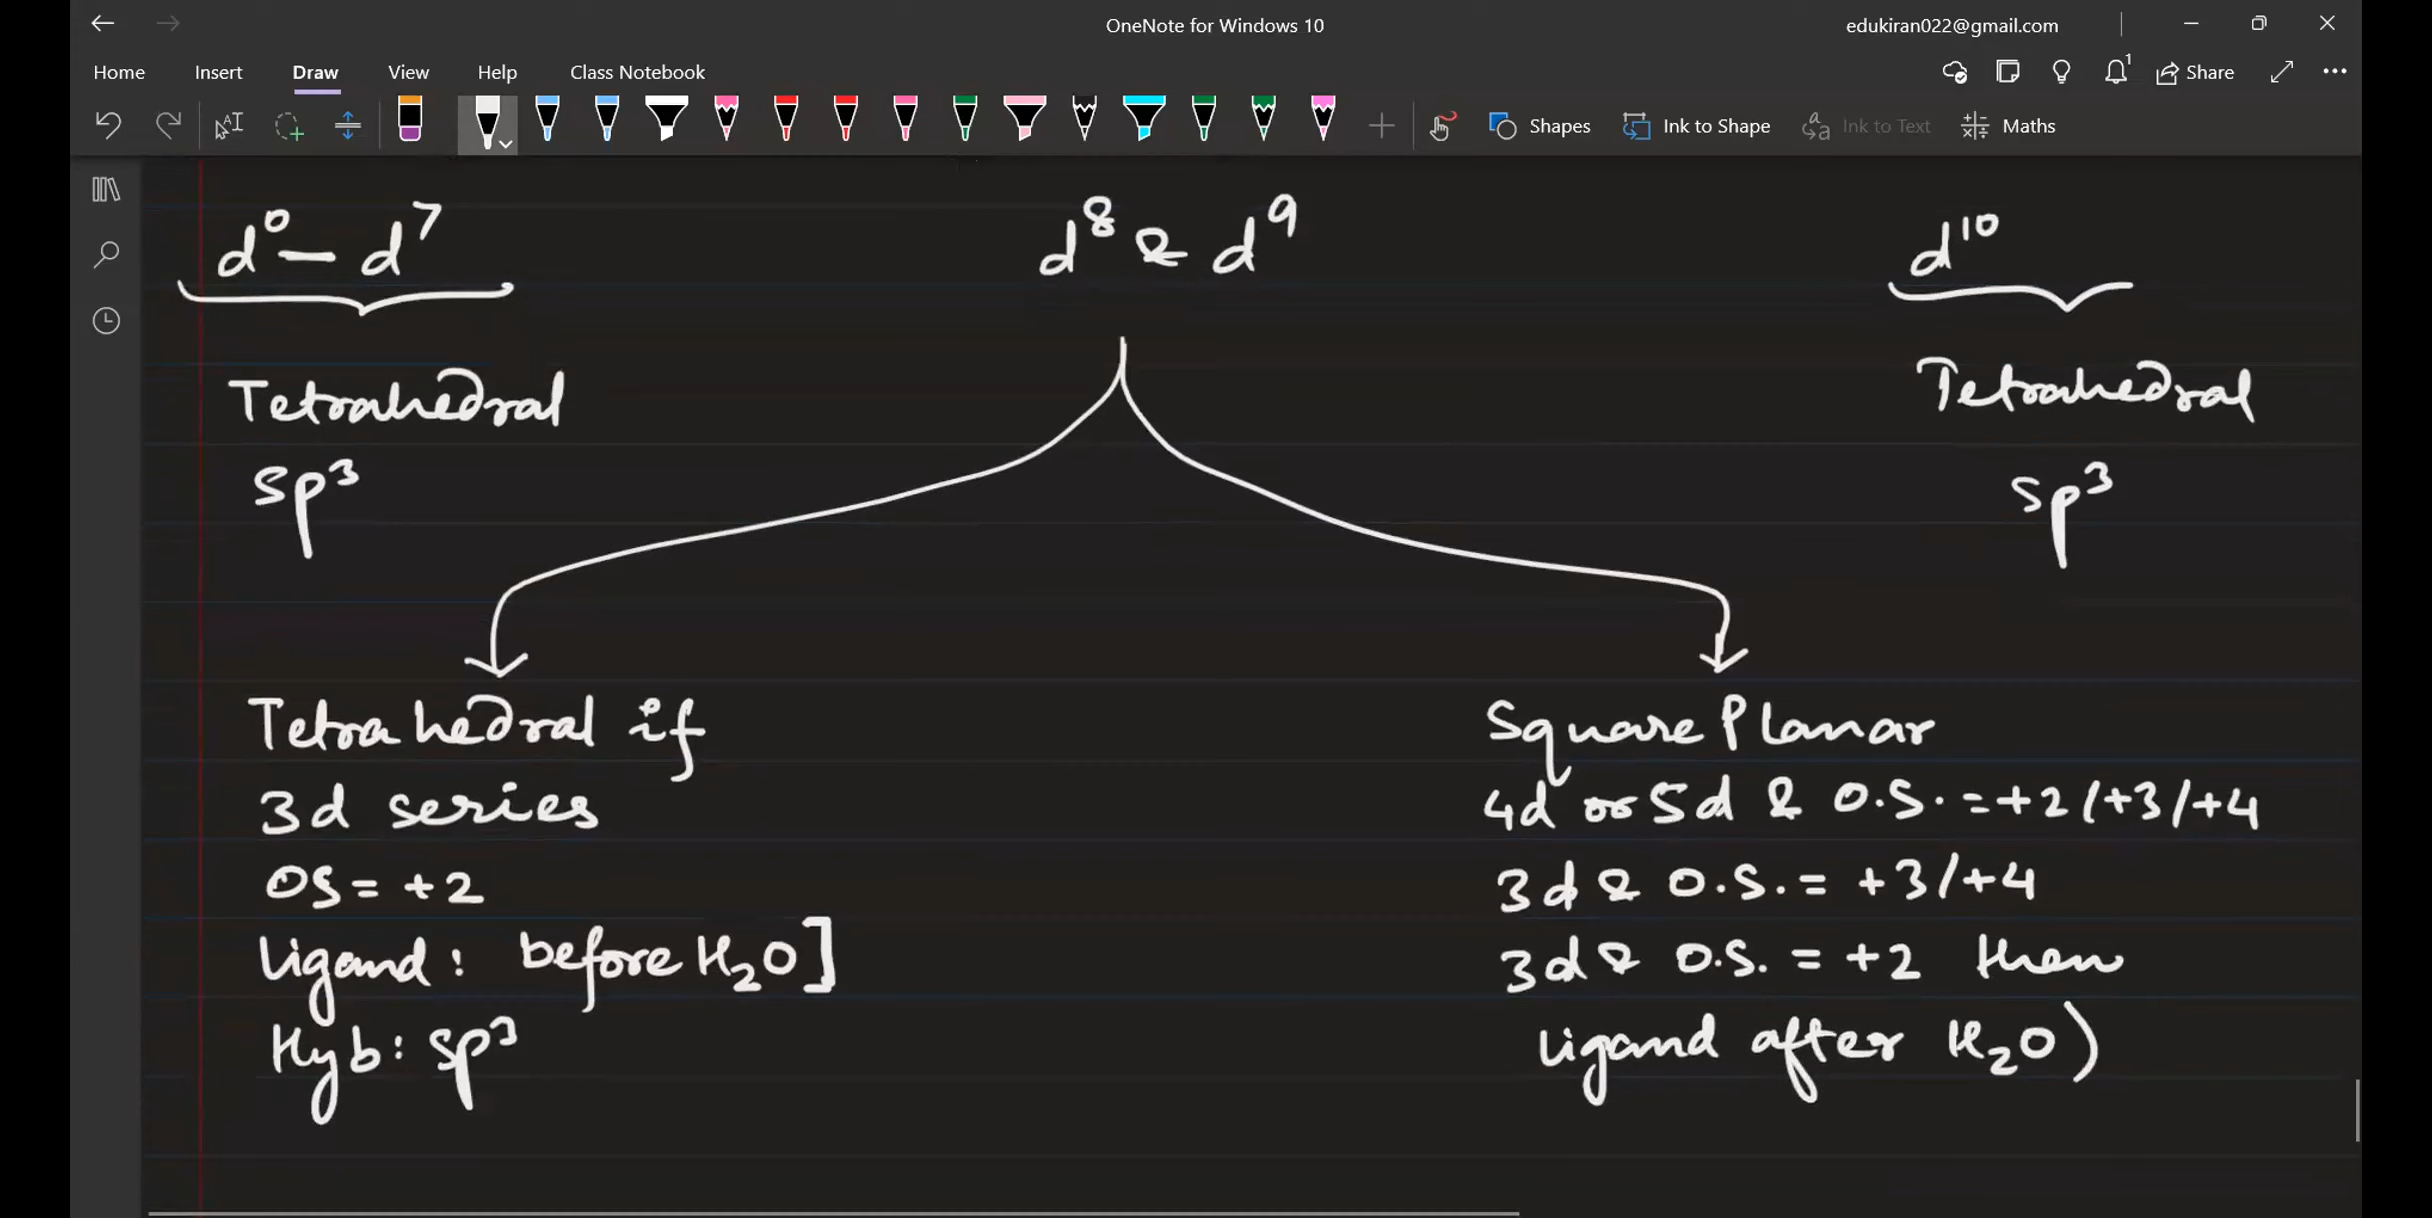 OneNote for Windows 10
edukiran022@gmail.com
Home Insert Draw View Help Class Notebook
1
Share
Shapes Ink to Shape Ink to Text Maths
d⁰ – d⁷
d⁸ & d⁹
d¹⁰
Tetrahedral
Tetrahedral
sp³
sp³
Tetrahedral if
3d series
OS = +2
Ligand : before H₂O]
Hyb: sp³
Square Planar
4d or 5d & O.S. = +2/+3/+4
3d & O.S. = +3/+4
3d & O.S. = +2 then
Ligand after H₂O)